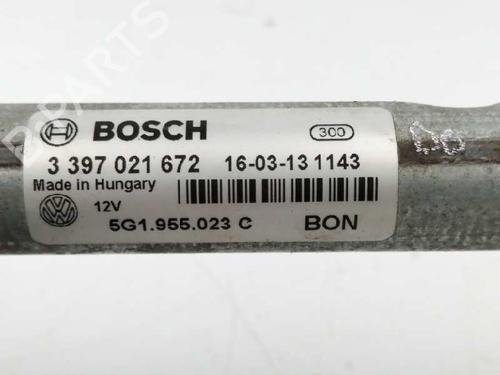 BOSCH
300
3 397 021 672 16-03-13 1143
Made in Hungary
12V
5G1.955.023 C BON